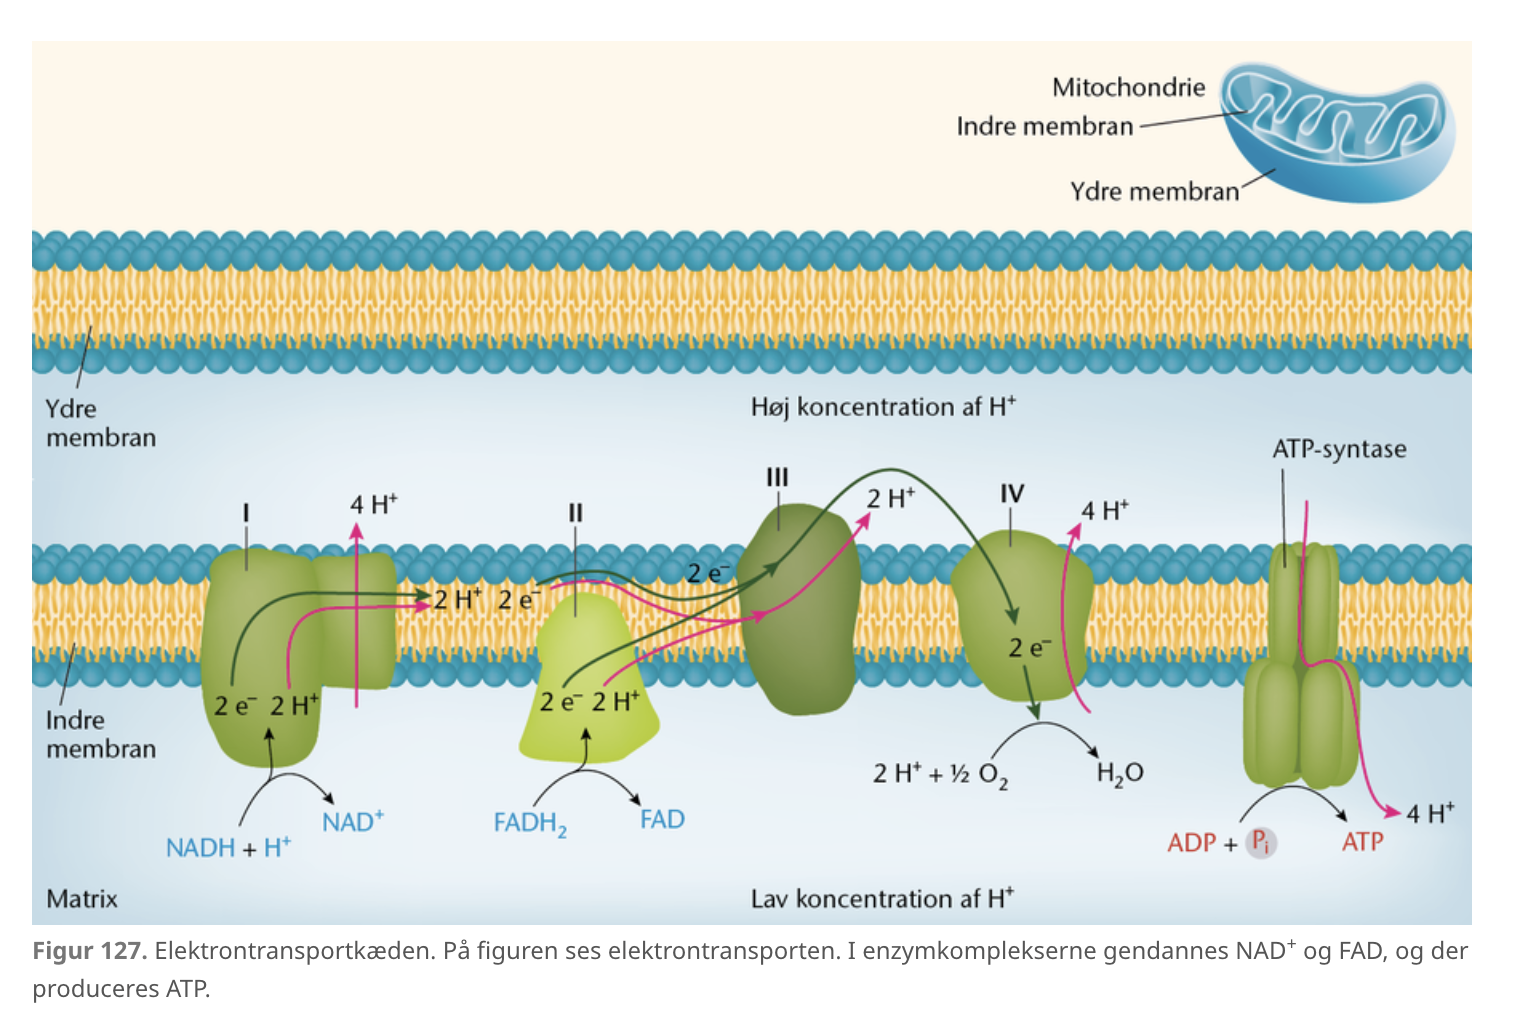 Mitochondrie
Indre membran
Ydre membran
Ydre
membran
Høj koncentration af H⁺
ATP-syntase
III
2 H⁺
IV
4 H⁺
I
4 H⁺
II
2 e⁻
2 H⁺ 2 e⁻
2 e⁻
2 e⁻ 2 H⁺
2 e⁻ 2 H⁺
Indre
membran
2 H⁺ + ½ O₂
H₂O
NAD⁺
NADH + H⁺
FADH₂
FAD
4 H⁺
ADP + Pᵢ
ATP
Matrix
Lav koncentration af H⁺
Figur 127. Elektrontransportkæden. På figuren ses elektrontransporten. I enzymkomplekserne gendannes NAD⁺ og FAD, og der
produceres ATP.